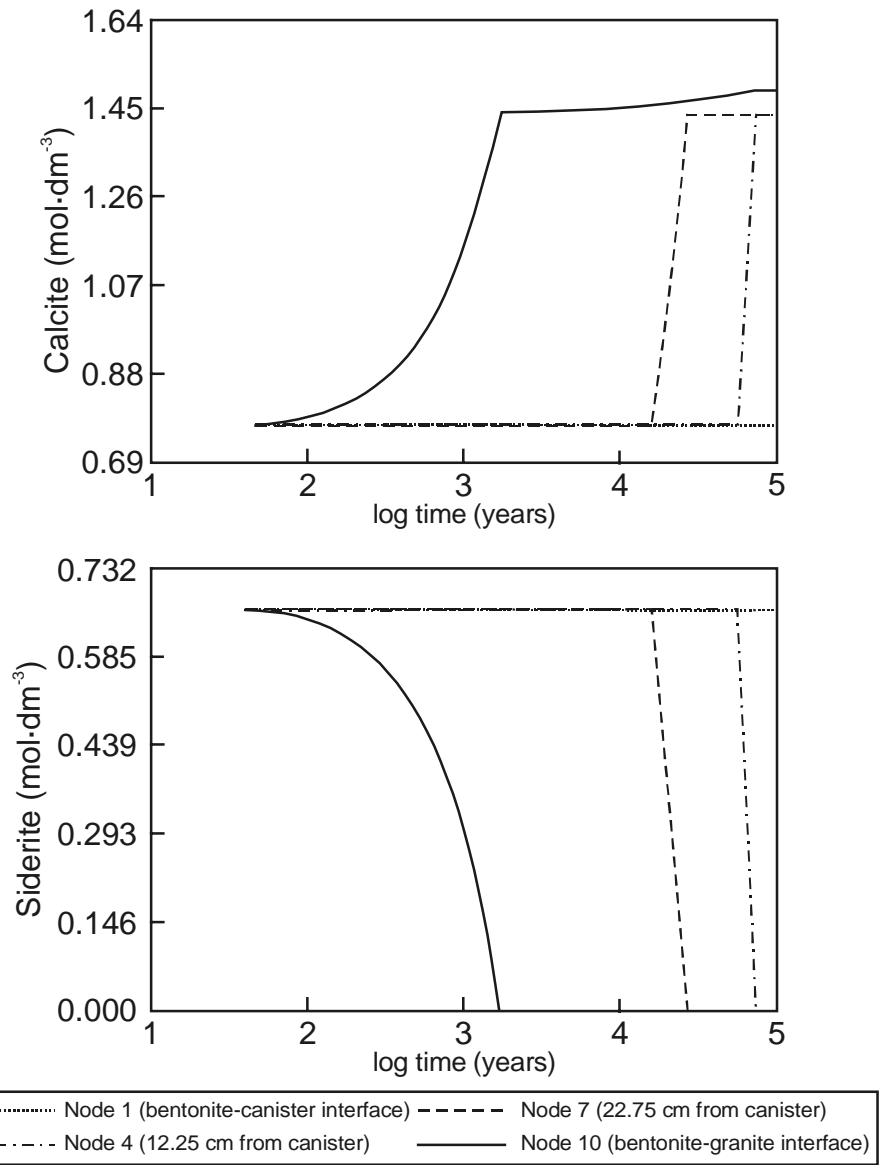 1.64
1.45
1.26
1.07
0.88
0.69
Calcite (mol·dm⁻³)
1 2 3 4 5
log time (years)
0.732
0.585
0.439
0.293
0.146
0.000
Siderite (mol·dm⁻³)
1 2 3 4 5
log time (years)
Node 1 (bentonite-canister interface) Node 7 (22.75 cm from canister)
Node 4 (12.25 cm from canister) Node 10 (bentonite-granite interface)